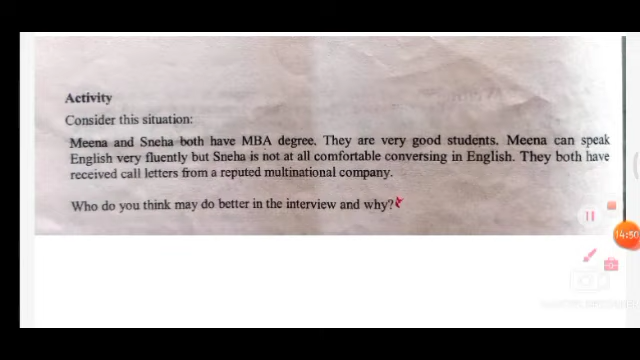 Activity
Consider this situation:
Meena and Sneha both have MBA degree. They are very good students. Meena can speak
English very fluently but Sneha is not at all comfortable conversing in English. They both have
received call letters from a reputed multinational company.
Who do you think may do better in the interview and why?
14:50